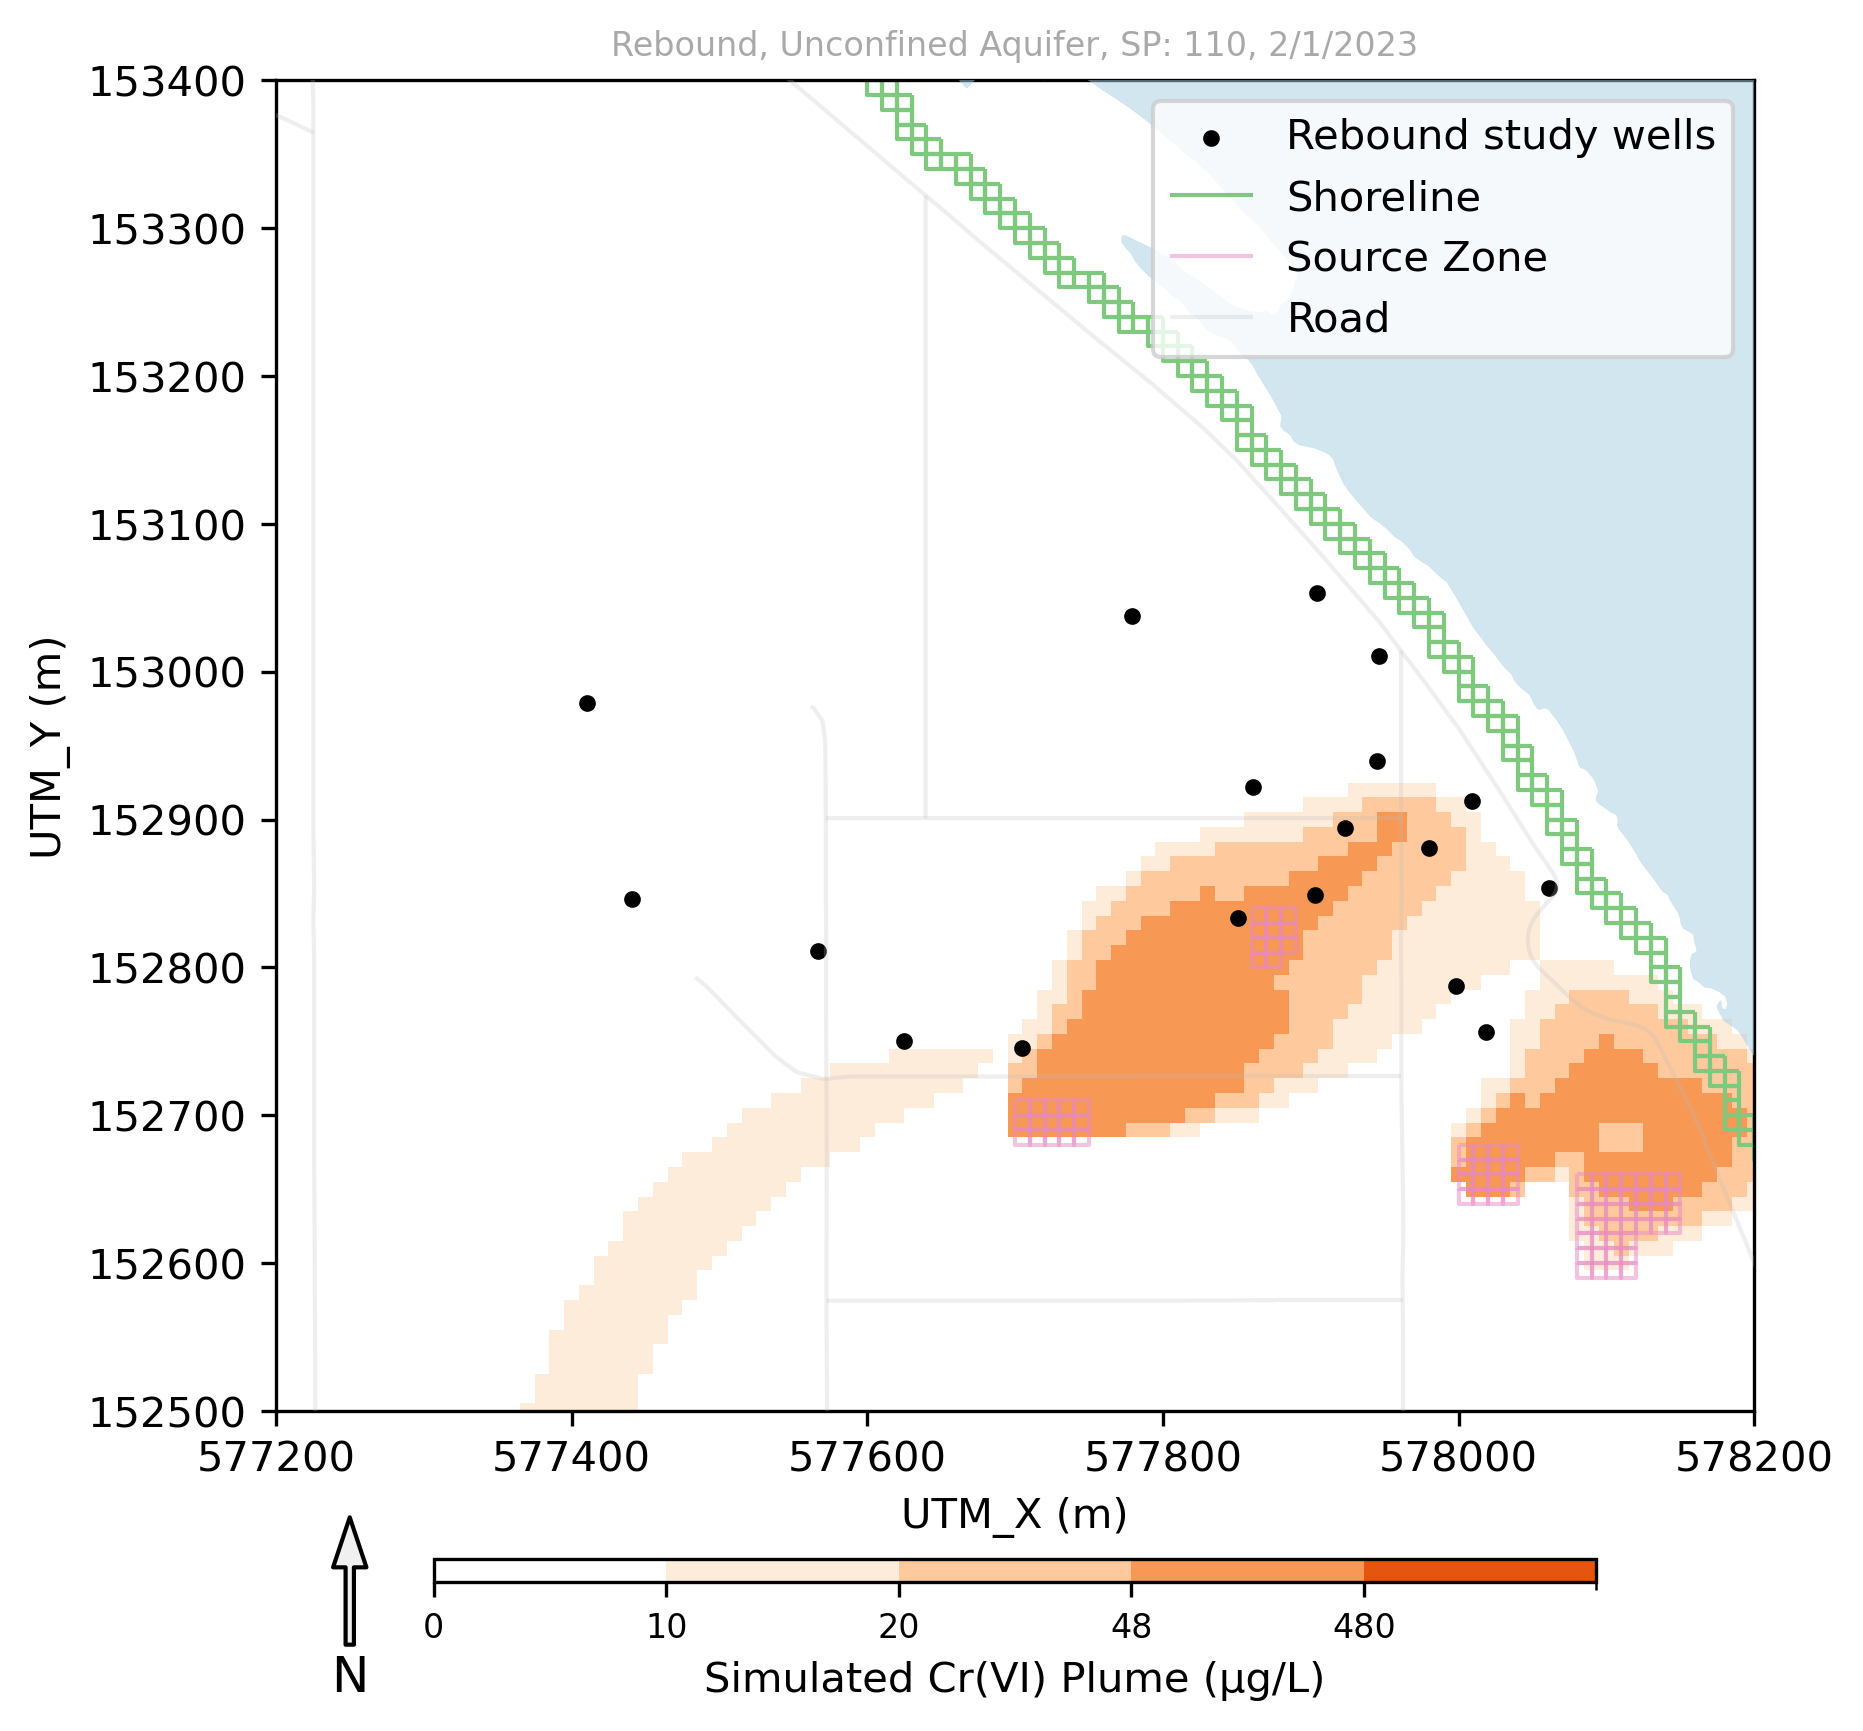 Rebound, Unconfined Aquifer, SP: 110, 2/1/2023
153400
153300
153200
153100
153000
152900
152800
152700
152600
152500
UTM_Y (m)
Rebound study wells
Shoreline
Source Zone
Road
577200 577400 577600 577800 578000 578200
UTM_X (m)
0 10 20 48 480
Simulated Cr(VI) Plume (μg/L)
N